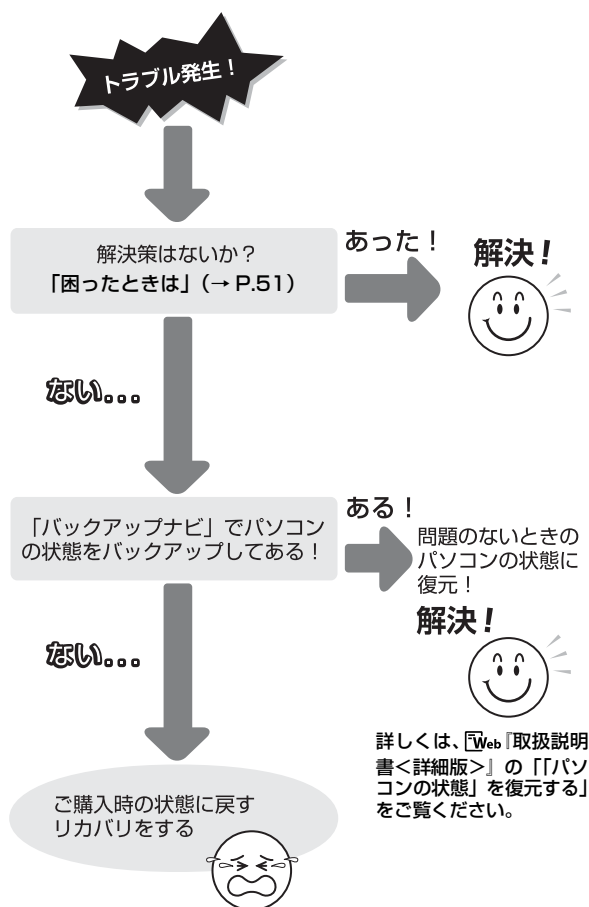 トラブル発生！
解決策はないか？
「困ったときは」（→ P.51）
あった！
解決！
ない...
「バックアップナビ」でパソコン
の状態をバックアップしてある！
ある！
問題のないときの
パソコンの状態に
復元！
解決！
詳しくは、Web『取扱説明
書＜詳細版＞』の「「パソ
コンの状態」を復元する」
をご覧ください。
ない...
ご購入時の状態に戻す
リカバリをする